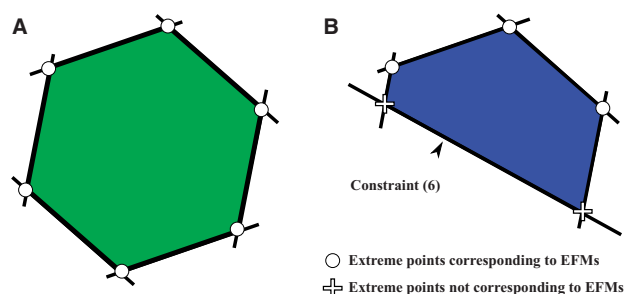 A
B
Constraint (6)
Extreme points corresponding to EFMs
Extreme points not corresponding to EFMs